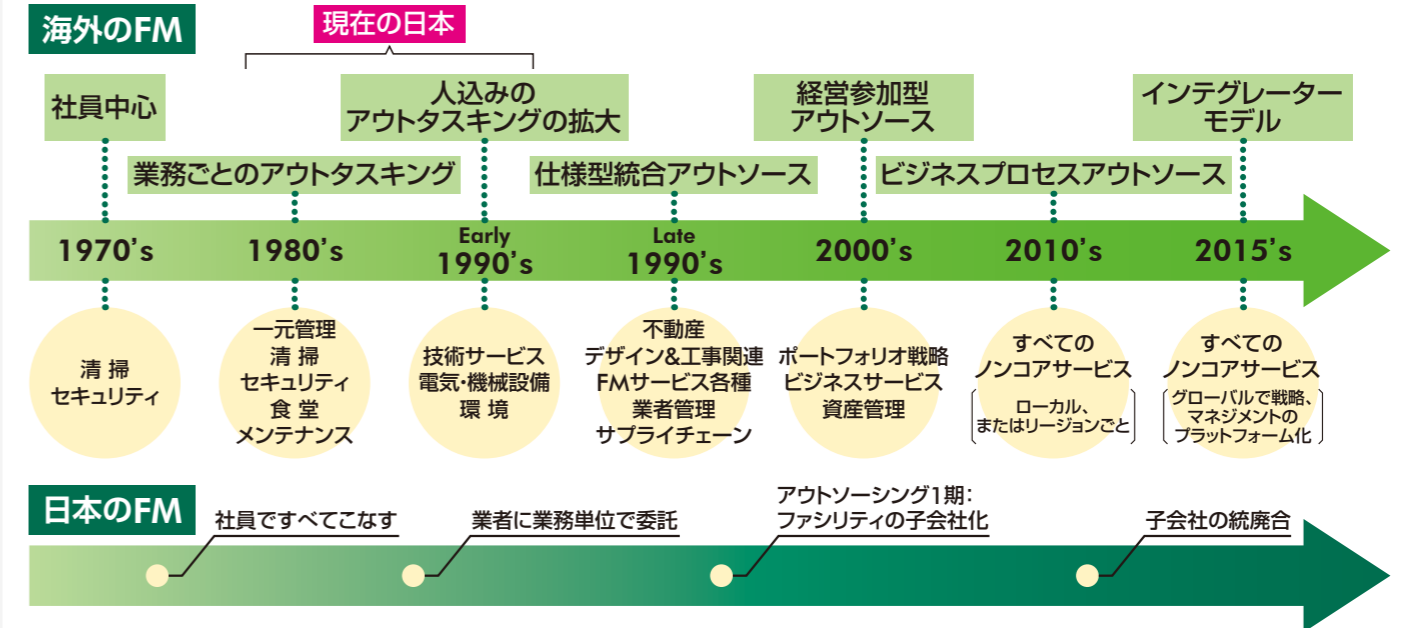 海外のFM
現在の日本
社員中心
人込みの
アウトタスキングの拡大
経営参加型
アウトソース
インテグレーター
モデル
業務ごとのアウトタスキング
仕様型統合アウトソース
ビジネスプロセスアウトソース
1970's
1980's
Early
1990's
Late
1990's
2000's
2010's
2015's
清 掃
セキュリティ
一元管理
清 掃
セキュリティ
食 堂
メンテナンス
技術サービス
電気・機械設備
環 境
不動産
デザイン&工事関連
FMサービス各種
業者管理
サプライチェーン
ポートフォリオ戦略
ビジネスサービス
資産管理
すべての
ノンコアサービス
ローカル、
またはリージョンごと
すべての
ノンコアサービス
グローバルで戦略、
マネジメントの
プラットフォーム化
日本のFM
社員ですべてこなす
業者に業務単位で委託
アウトソーシング1期：
ファシリティの子会社化
子会社の統廃合